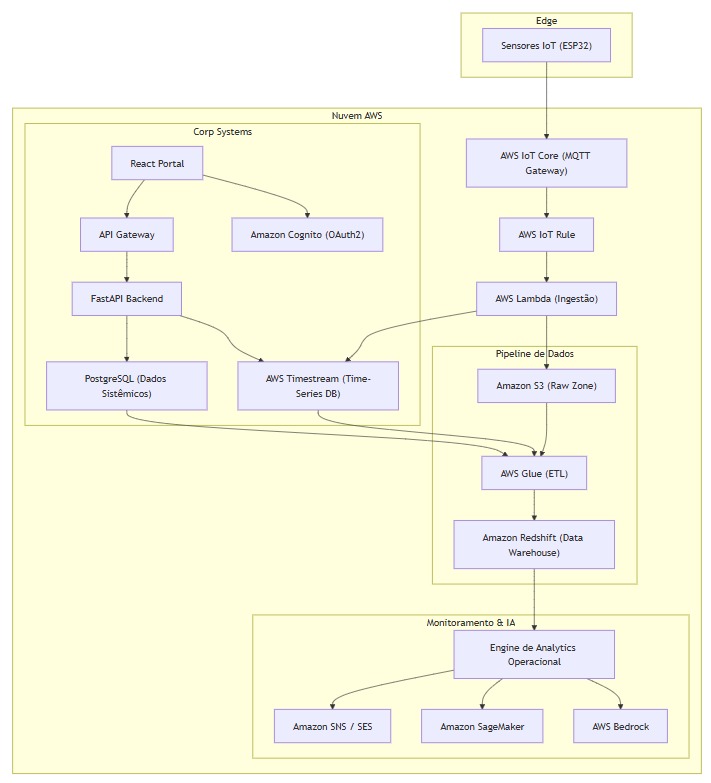 Edge
Sensores IoT (ESP32)
Nuvem AWS
Corp Systems
React Portal
AWS IoT Core (MQTT
Gateway)
API Gateway
Amazon Cognito (OAuth2)
AWS IoT Rule
FastAPI Backend
AWS Lambda (Ingestão)
Pipeline de Dados
PostgreSQL (Dados
Sistêmicos)
AWS Timestream (Time-
Series DB)
Amazon S3 (Raw Zone)
AWS Glue (ETL)
Amazon Redshift (Data
Warehouse)
Monitoramento & IA
Engine de Analytics
Operacional
Amazon SNS / SES
Amazon SageMaker
AWS Bedrock